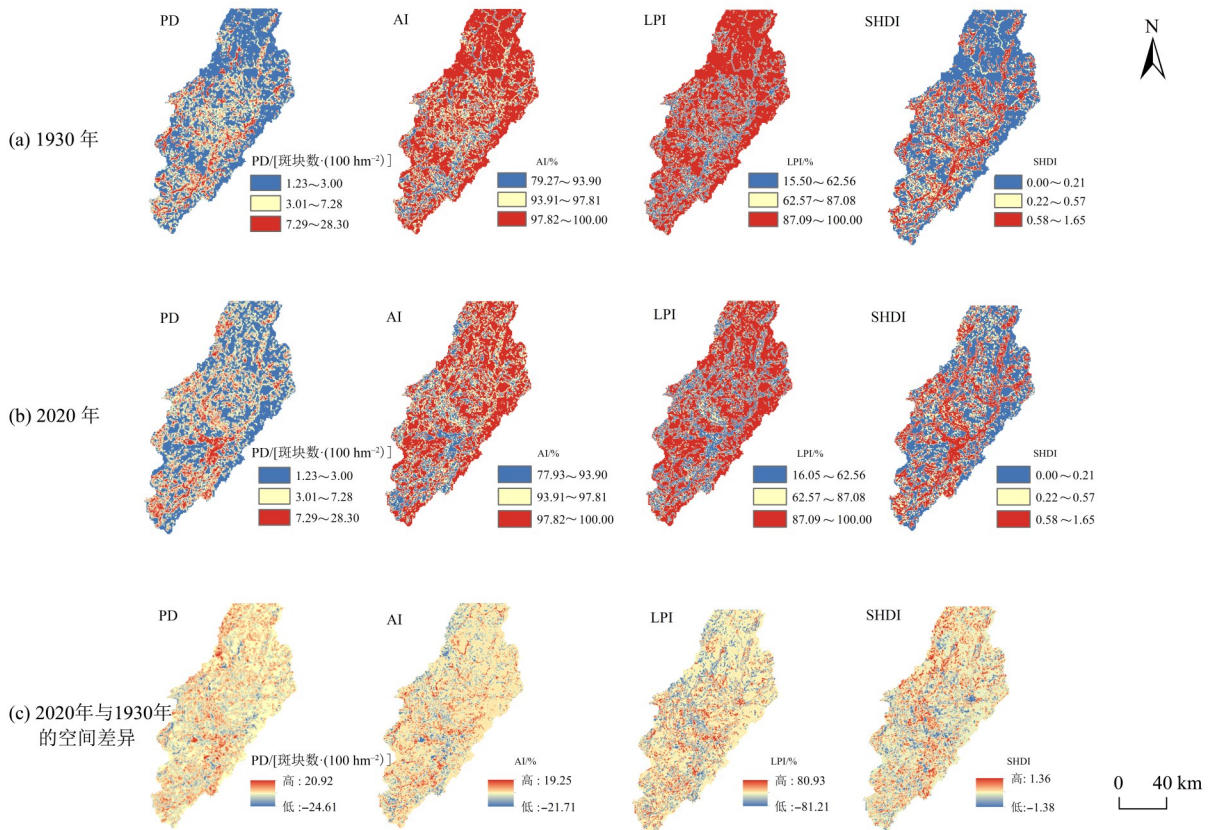 PD
AI
LPI
SHDI
N
(a) 1930 年
PD/[斑块数·(100 hm⁻²)]
1.23～3.00
3.01～7.28
7.29～28.30
AI/%
79.27～93.90
93.91～97.81
97.82～100.00
LPI/%
15.50～62.56
62.57～87.08
87.09～100.00
SHDI
0.00～0.21
0.22～0.57
0.58～1.65
PD
AI
LPI
SHDI
(b) 2020 年
PD/[斑块数·(100 hm⁻²)]
1.23～3.00
3.01～7.28
7.29～28.30
AI/%
77.93～93.90
93.91～97.81
97.82～100.00
LPI/%
16.05～62.56
62.57～87.08
87.09～100.00
SHDI
0.00～0.21
0.22～0.57
0.58～1.65
PD
AI
LPI
SHDI
(c) 2020年与1930年
的空间差异
PD/[斑块数·(100 hm⁻²)]
高：20.92
低：-24.61
AI/%
高：19.25
低：-21.71
LPI/%
高：80.93
低：-81.21
SHDI
高：1.36
低:-1.38
0 40 km